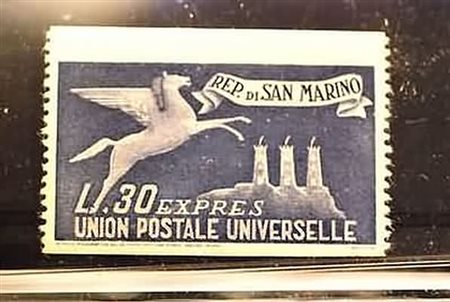 REP. DI SAN MARINO
L.30 EXPRES
UNION POSTALE UNIVERSELLE